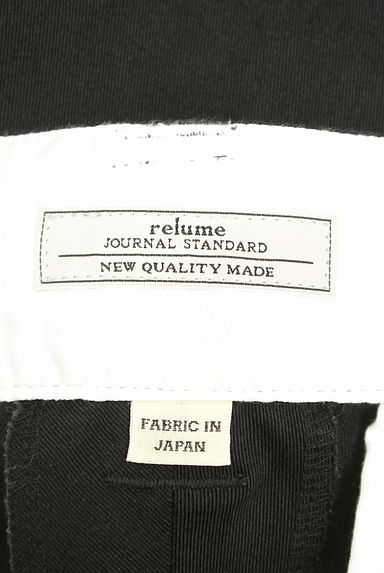 relume
JOURNAL STANDARD
NEW QUALITY MADE
FABRIC IN
JAPAN